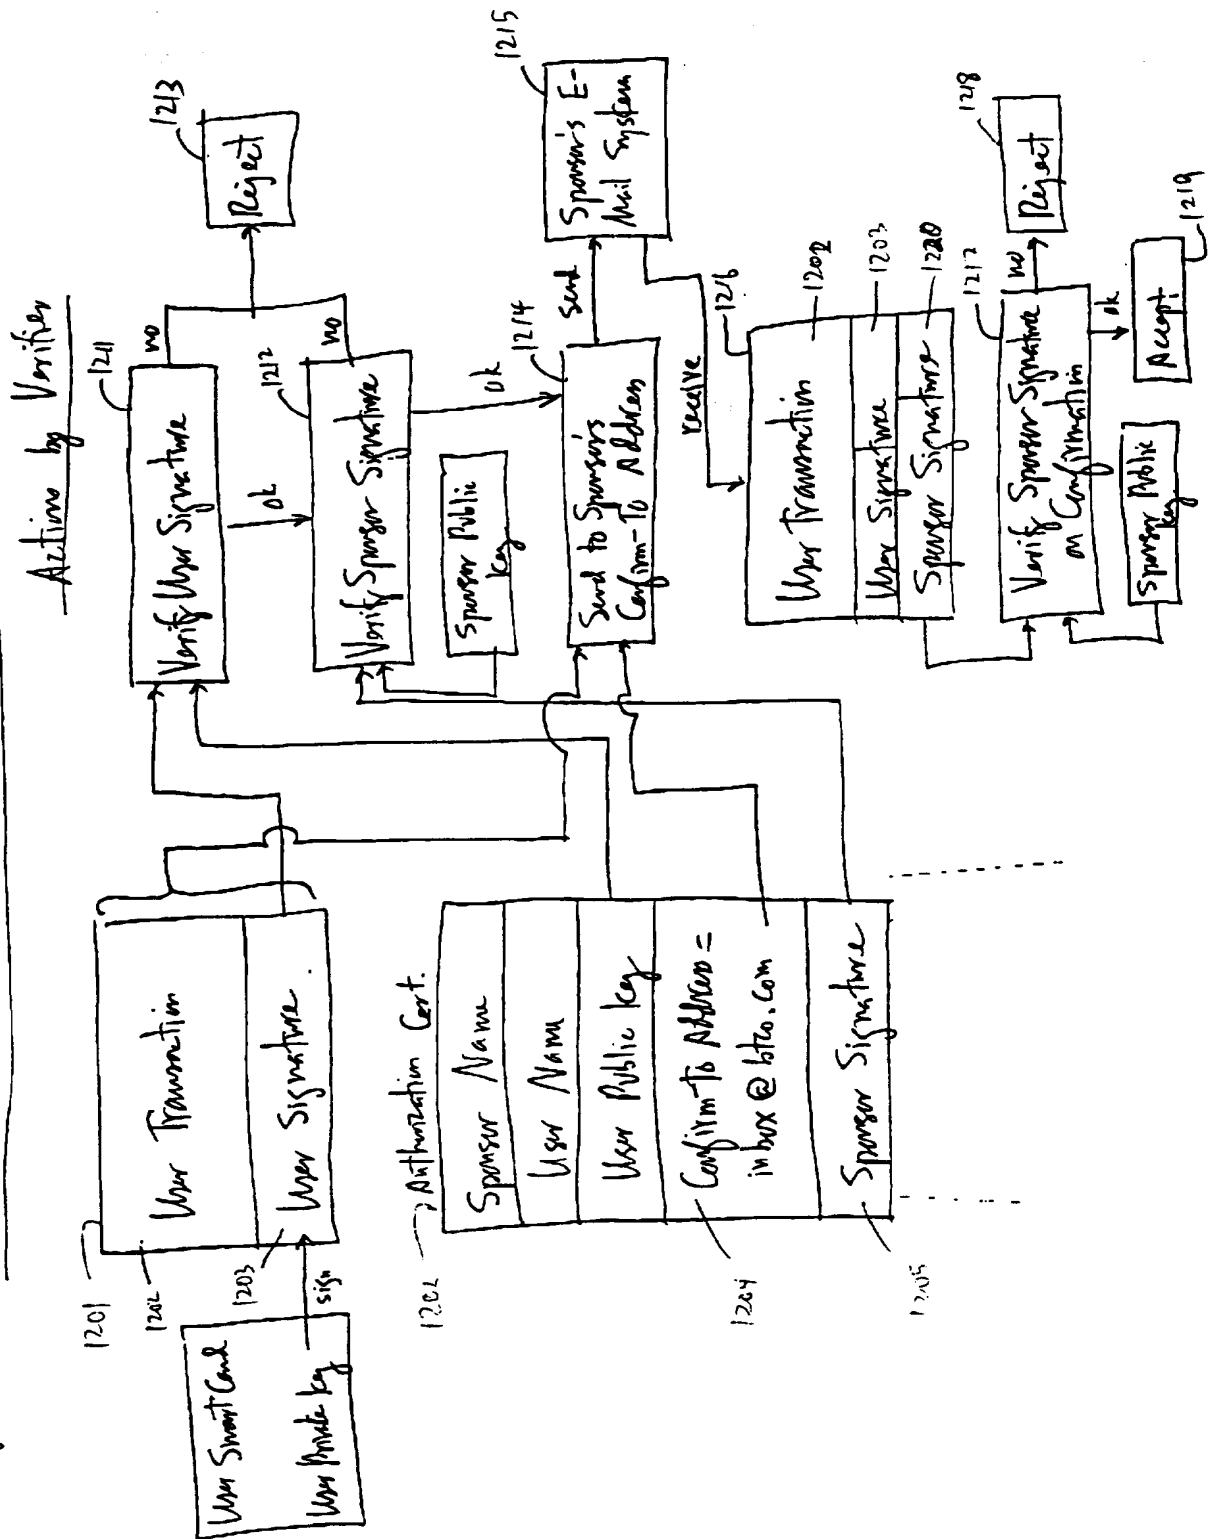 Action by Verifier
1201
1202
User Transaction
1203
User Signature
User Smart Card
User Private Key
sign
1202
Authorization Cert.
Sponsor Name
User Name
User Public Key
1204
Confirm-To Address =
inbox@btco.com
1205
Sponsor Signature
1211
Verify User Signature
no
ok
1212
Verify Sponsor Signature
no
1213
Reject
Sponsor Public
Key
ok
1214
Send to Sponsor's
Confirm-To Address
send
1215
Sponsor's E-
Mail System
receive
1216
User Transaction
1202
User Signature
1203
Sponsor Signature
1220
1217
Verify Sponsor Signature
on Confirmation
no
1218
Reject
Sponsor Public
Key
ok
Accept
1219